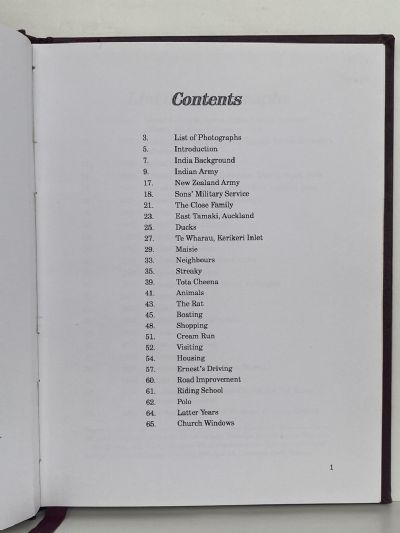 Contents
3. List of Photographs
5. Introduction
7. India Background
9. Indian Army
17. New Zealand Army
18. Sons' Military Service
21. The Close Family
23. East Tamaki, Auckland
25. Ducks
27. Te Wharau, Kerikeri Inlet
29. Maisie
33. Neighbours
35. Streaky
39. Tota Cheena
41. Animals
43. The Rat
45. Boating
48. Shopping
51. Cream Run
52. Visiting
54. Housing
57. Ernest's Driving
60. Road Improvement
61. Riding School
62. Polo
64. Latter Years
65. Church Windows
1